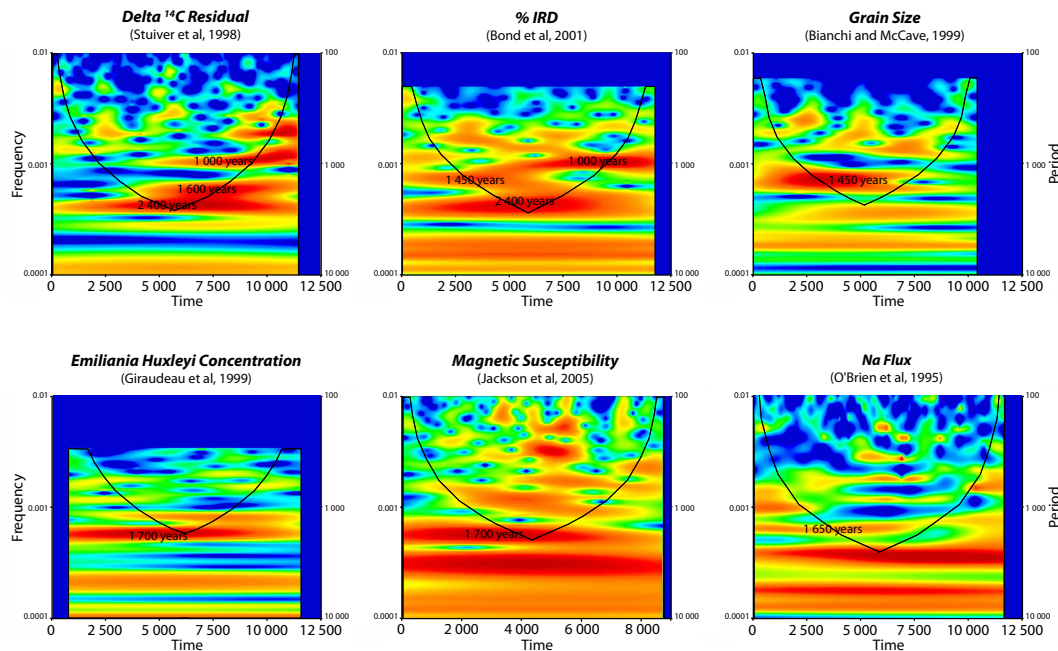 Delta ¹⁴C Residual
(Stuiver et al, 1998)
% IRD
(Bond et al, 2001)
Grain Size
(Bianchi and McCave, 1999)
0.01
100
0.01
100
0.01
100
Frequency
0.001
1 000
0.001
1 000
0.001
1 000
Period
1 000 years
1 600 years
2 400 years
1 000 years
1 450 years
2 400 years
1 450 years
0.0001
10 000
0.0001
10 000
0.0001
10 000
0 2 500 5 000 7 500 10 000 12 500
0 2 500 5 000 7 500 10 000 12 500
0 2 500 5 000 7 500 10 000 12 500
Time
Time
Time
Emiliania Huxleyi Concentration
(Giraudeau et al, 1999)
Magnetic Susceptibility
(Jackson et al, 2005)
Na Flux
(O'Brien et al, 1995)
0.01
100
0.01
100
0.01
100
Frequency
0.001
1 000
0.001
1 000
0.001
1 000
Period
1 700 years
1 700 years
1 650 years
0.0001
10 000
0.0001
10 000
0.0001
10 000
0 2 500 5 000 7 500 10 000 12 500
0 2 000 4 000 6 000 8 000
0 2 500 5 000 7 500 10 000 12 500
Time
Time
Time